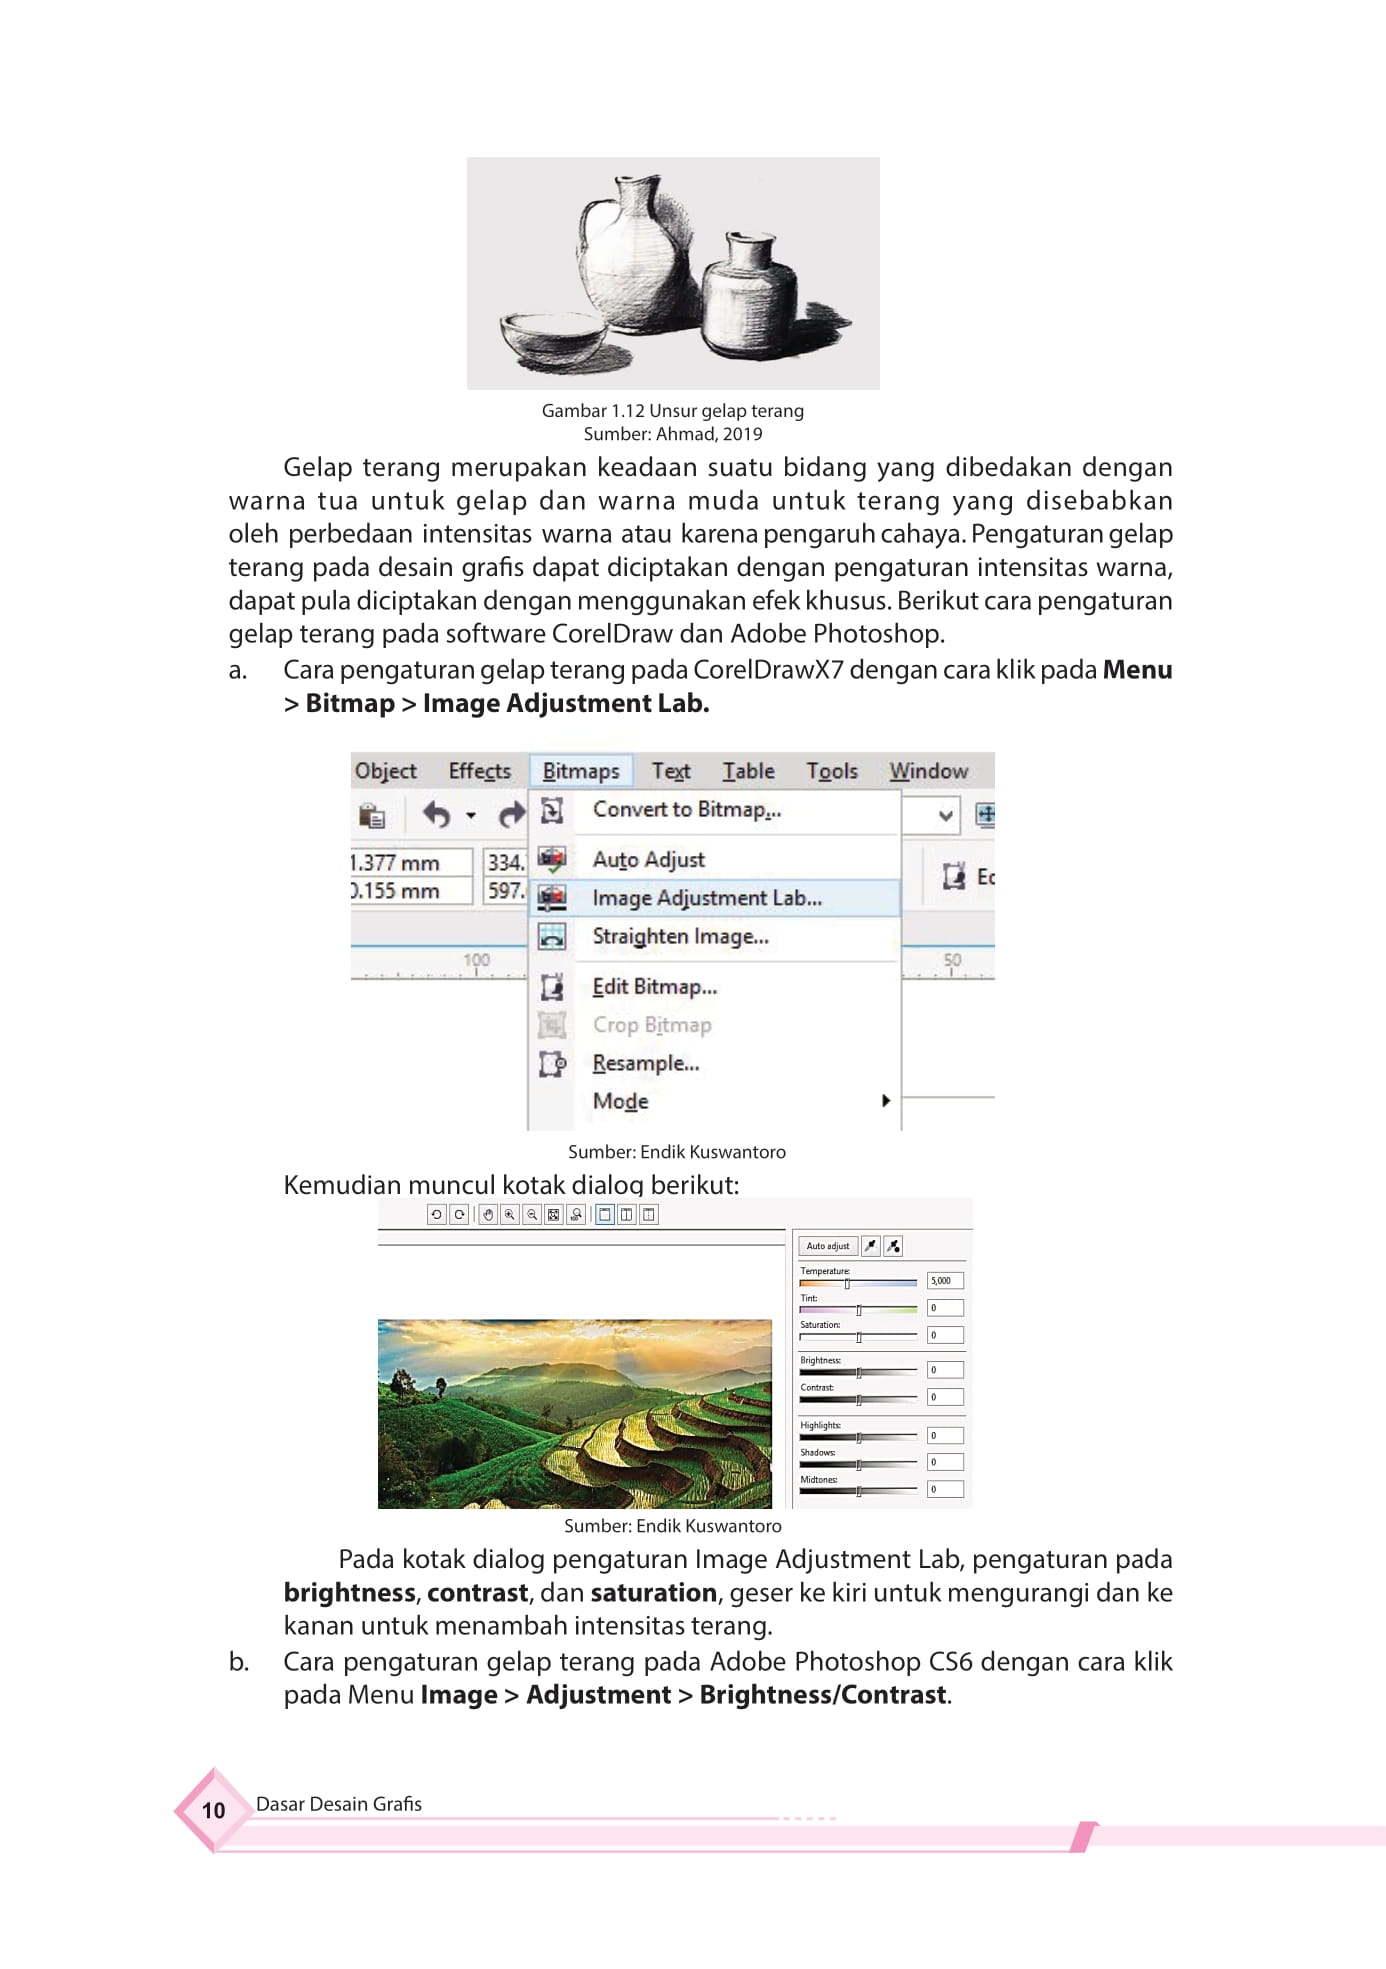 Gambar 1.12 Unsur gelap terang
Sumber: Ahmad, 2019
Gelap terang merupakan keadaan suatu bidang yang dibedakan dengan
warna tua untuk gelap dan warna muda untuk terang yang disebabkan
oleh perbedaan intensitas warna atau karena pengaruh cahaya. Pengaturan gelap
terang pada desain grafis dapat diciptakan dengan pengaturan intensitas warna,
dapat pula diciptakan dengan menggunakan efek khusus. Berikut cara pengaturan
gelap terang pada software CorelDraw dan Adobe Photoshop.
a. Cara pengaturan gelap terang pada CorelDrawX7 dengan cara klik pada Menu
> Bitmap > Image Adjustment Lab.
Object Effects Bitmaps Text Table Tools Window
Convert to Bitmap...
1.377 mm 334. Auto Adjust
0.155 mm 597. Image Adjustment Lab... Ec
Straighten Image...
100 50
Edit Bitmap...
Crop Bitmap
Resample...
Mode
Sumber: Endik Kuswantoro
Kemudian muncul kotak dialog berikut:
Auto adjust
Temperature:
5,000
Tint:
0
Saturation:
0
Brightness:
0
Contrast:
0
Highlights:
0
Shadows:
0
Midtones:
0
Sumber: Endik Kuswantoro
Pada kotak dialog pengaturan Image Adjustment Lab, pengaturan pada
brightness, contrast, dan saturation, geser ke kiri untuk mengurangi dan ke
kanan untuk menambah intensitas terang.
b. Cara pengaturan gelap terang pada Adobe Photoshop CS6 dengan cara klik
pada Menu Image > Adjustment > Brightness/Contrast.
10 Dasar Desain Grafis